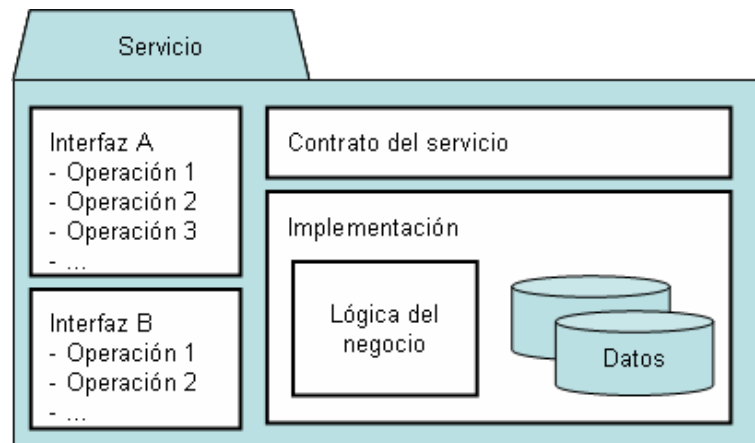 Servicio
Interfaz A
- Operación 1
- Operación 2
- Operación 3
- ...
Interfaz B
- Operación 1
- Operación 2
- ...
Contrato del servicio
Implementación
Lógica del
negocio
Datos